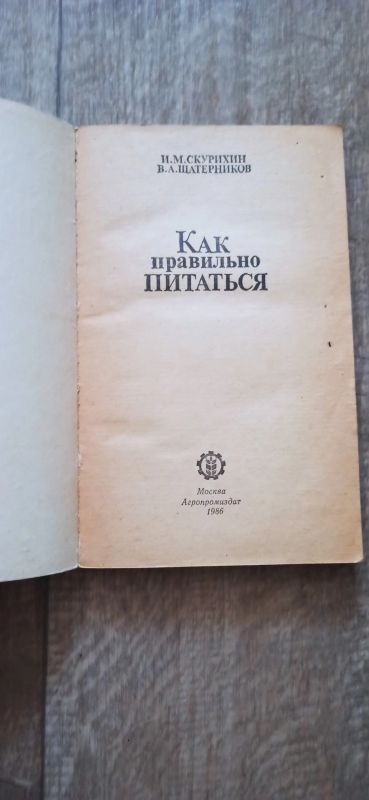 И.М.СКУРИХИН
В.А.ШАТЕРНИКОВ
КАК
правильно
ПИТАТЬСЯ
Москва
Агропромиздат
1986